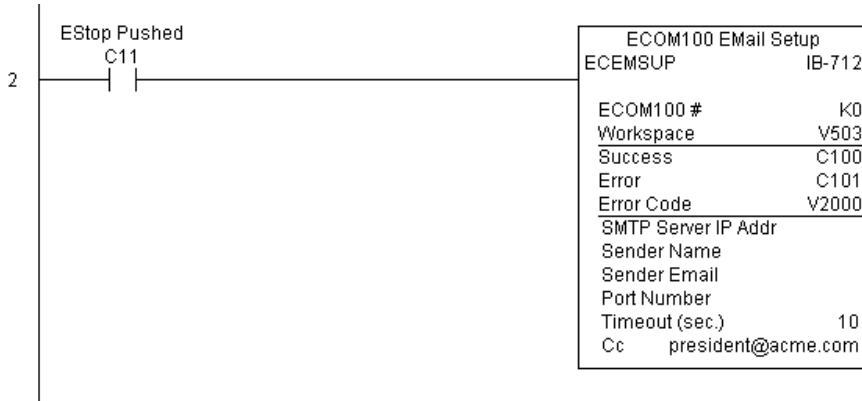 EStop Pushed
C11
2
ECOM100 EMail Setup
ECEMSUP IB-712
ECOM100 # K0
Workspace V503
Success C100
Error C101
Error Code V2000
SMTP Server IP Addr
Sender Name
Sender Email
Port Number
Timeout (sec.) 10
Cc president@acme.com